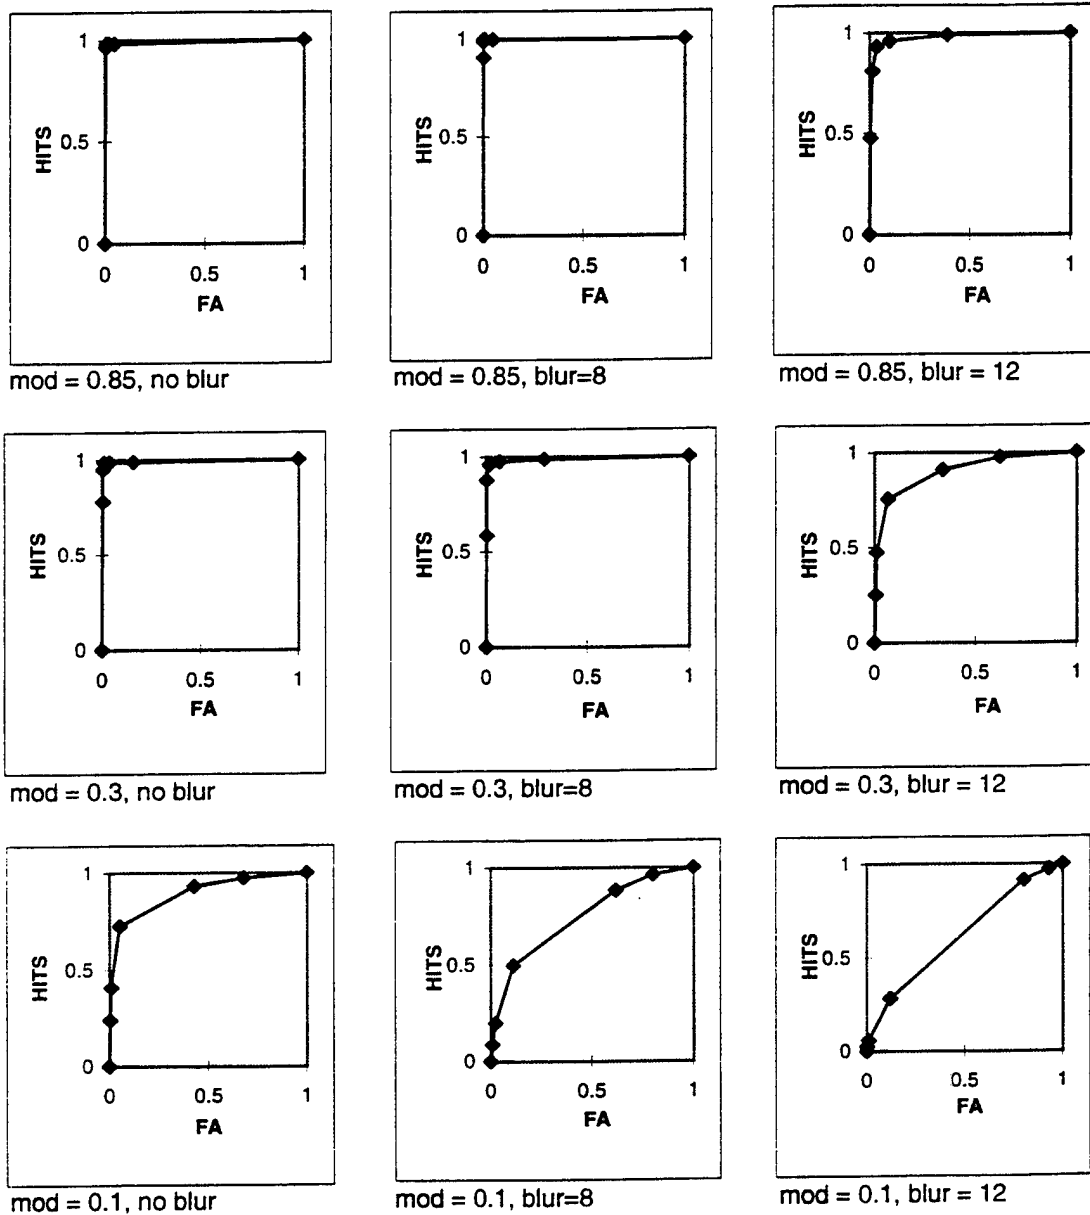 1
HITS
0.5
0
0
0.5
1
FA
mod = 0.85, no blur
1
HITS
0.5
0
0
0.5
1
FA
mod = 0.85, blur=8
1
HITS
0.5
0
0
0.5
1
FA
mod = 0.85, blur = 12
1
HITS
0.5
0
0
0.5
1
FA
mod = 0.3, no blur
1
HITS
0.5
0
0
0.5
1
FA
mod = 0.3, blur=8
1
HITS
0.5
0
0
0.5
1
FA
mod = 0.3, blur = 12
1
HITS
0.5
0
0
0.5
1
FA
mod = 0.1, no blur
1
HITS
0.5
0
0
0.5
1
FA
mod = 0.1, blur=8
1
HITS
0.5
0
0
0.5
1
FA
mod = 0.1, blur = 12